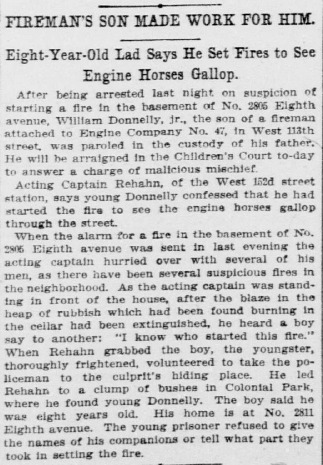 FIREMAN'S SON MADE WORK FOR HIM.
Eight-Year-Old Lad Says He Set Fires to See
Engine Horses Gallop.
After being arrested last night on suspicion of
starting a fire in the basement of No. 2805 Eighth
avenue, William Donnelly, jr., the son of a fireman
attached to Engine Company No. 47, in West 113th
street, was paroled in the custody of his father.
He will be arraigned in the Children's Court to-day
to answer a charge of malicious mischief.
Acting Captain Rehahn, of the West 152d street
station, says young Donnelly confessed that he had
started the fire to see the engine horses gallop
through the street.
When the alarm for a fire in the basement of No.
2805 Eighth avenue was sent in last evening the
acting captain hurried over with several of his
men, as there have been several suspicious fires in
the neighborhood. As the acting captain was stand-
ing in front of the house, after the blaze in the
heap of rubbish which had been found burning in
the cellar had been extinguished, he heard a boy
say to another: "I know who started this fire."
When Rehahn grabbed the boy, the youngster,
thoroughly frightened, volunteered to take the po-
liceman to the culprit's hiding place. He led
Rehahn to a clump of bushes in Colonial Park,
where he found young Donnelly. The boy said he
was eight years old. His home is at No. 2811
Eighth avenue. The young prisoner refused to give
the names of his companions or tell what part they
took in setting the fire.